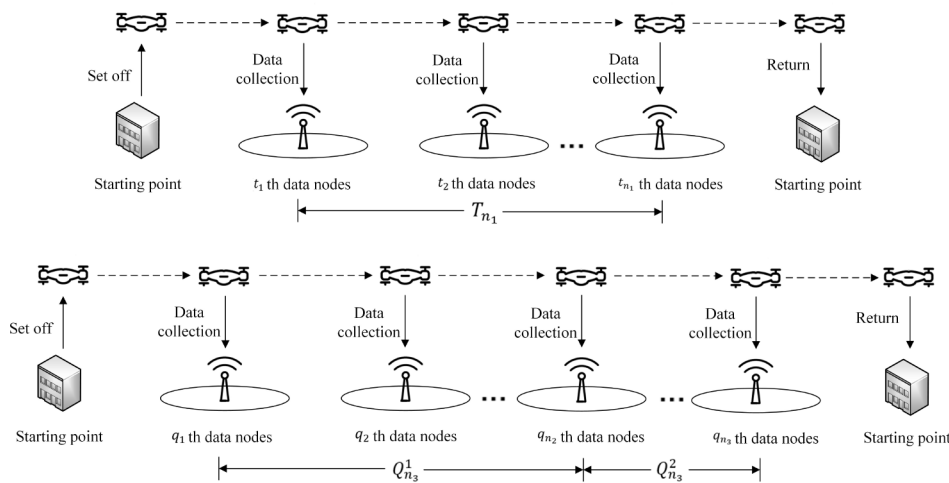 Set off
Data
collection
Data
collection
Data
collection
Return
Starting point
t₁ th data nodes
t₂ th data nodes
...
tₙ₁ th data nodes
Starting point
Tₙ₁
Set off
Data
collection
Data
collection
Data
collection
Data
collection
Return
Starting point
q₁ th data nodes
q₂ th data nodes
...
qₙ₂ th data nodes
...
qₙ₃ th data nodes
Starting point
Q¹ₙ₃
Q²ₙ₃